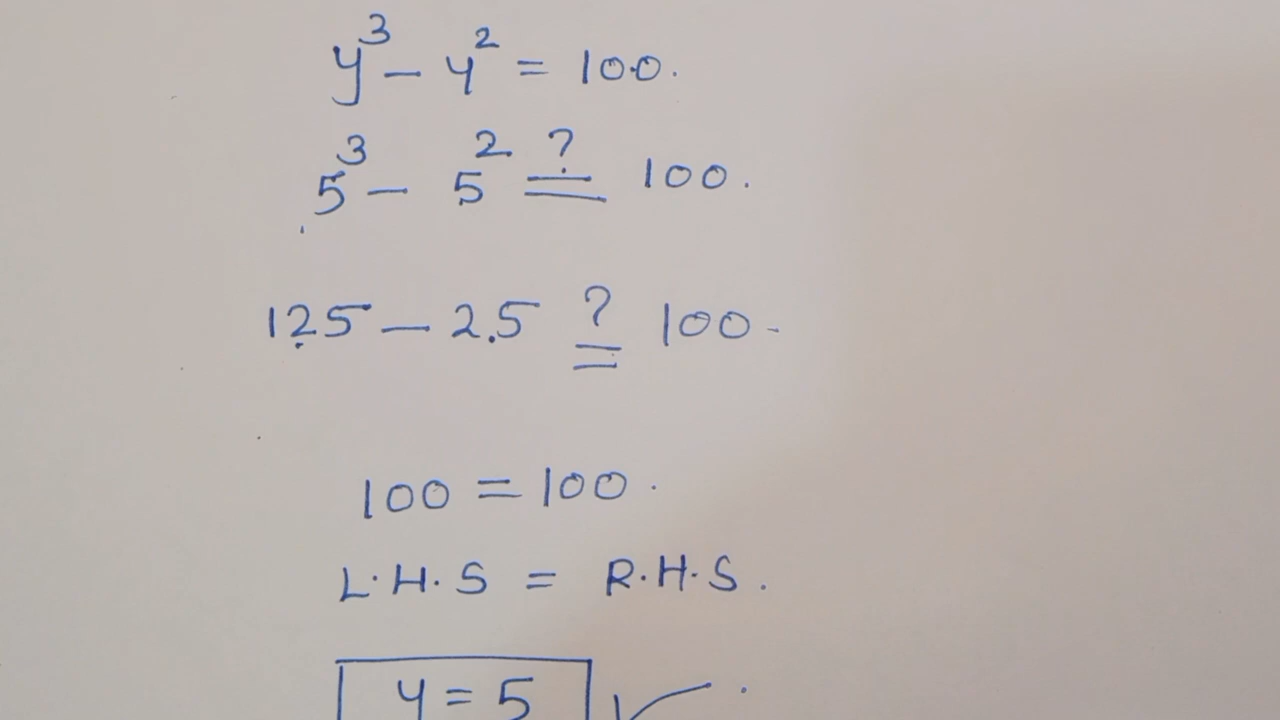 y³ - y² = 100.
5³ - 5² ≟ 100.
125 - 25 ≟ 100.
100 = 100.
L.H.S = R.H.S.
y = 5 ✓